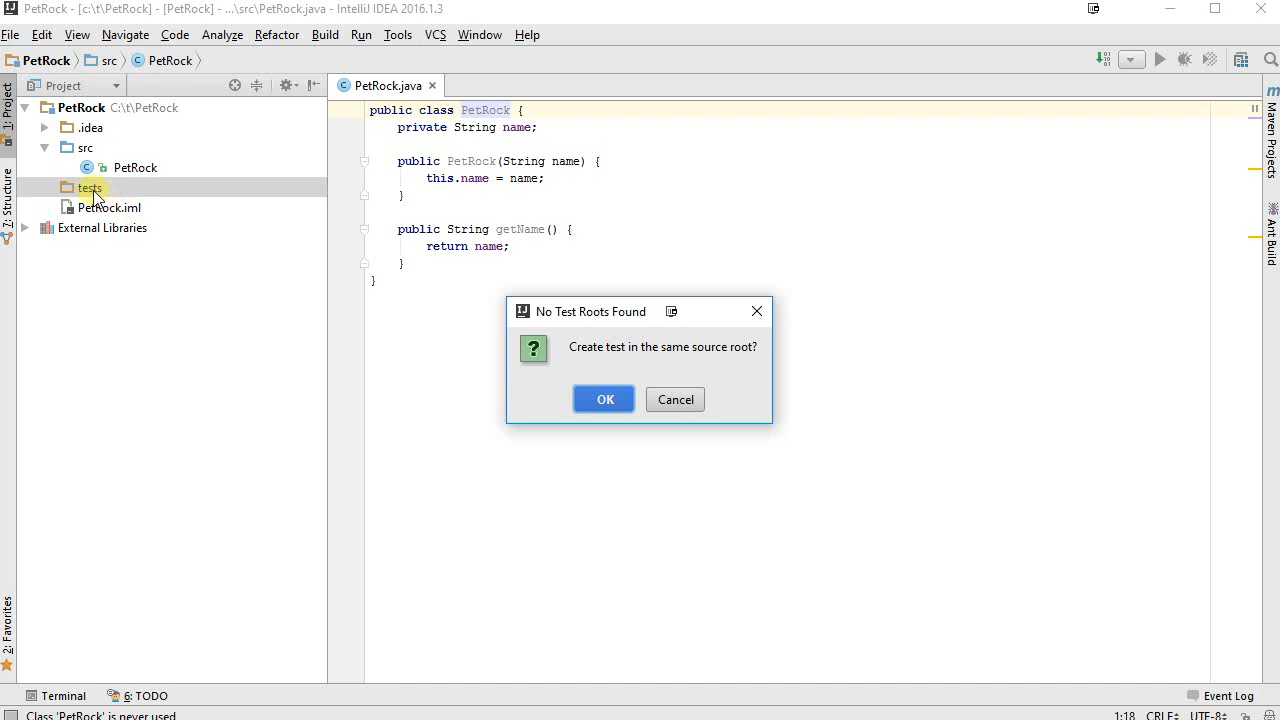 PetRock - [c:\t\PetRock] - [PetRock] - ...\src\PetRock.java - IntelliJ IDEA 2016.1.3
File Edit View Navigate Code Analyze Refactor Build Run Tools VCS Window Help
PetRock src PetRock
Project
PetRock C:\t\PetRock
.idea
src
PetRock
tests
PetRock.iml
External Libraries
1: Project
7: Structure
2: Favorites
PetRock.java
public class PetRock {
private String name;
public PetRock(String name) {
this.name = name;
}
public String getName() {
return name;
}
}
No Test Roots Found
Create test in the same source root?
OK Cancel
Maven Projects
Ant Build
Terminal 6: TODO Event Log
Class 'PetRock' is never used 1:18 CRLF UTF-8